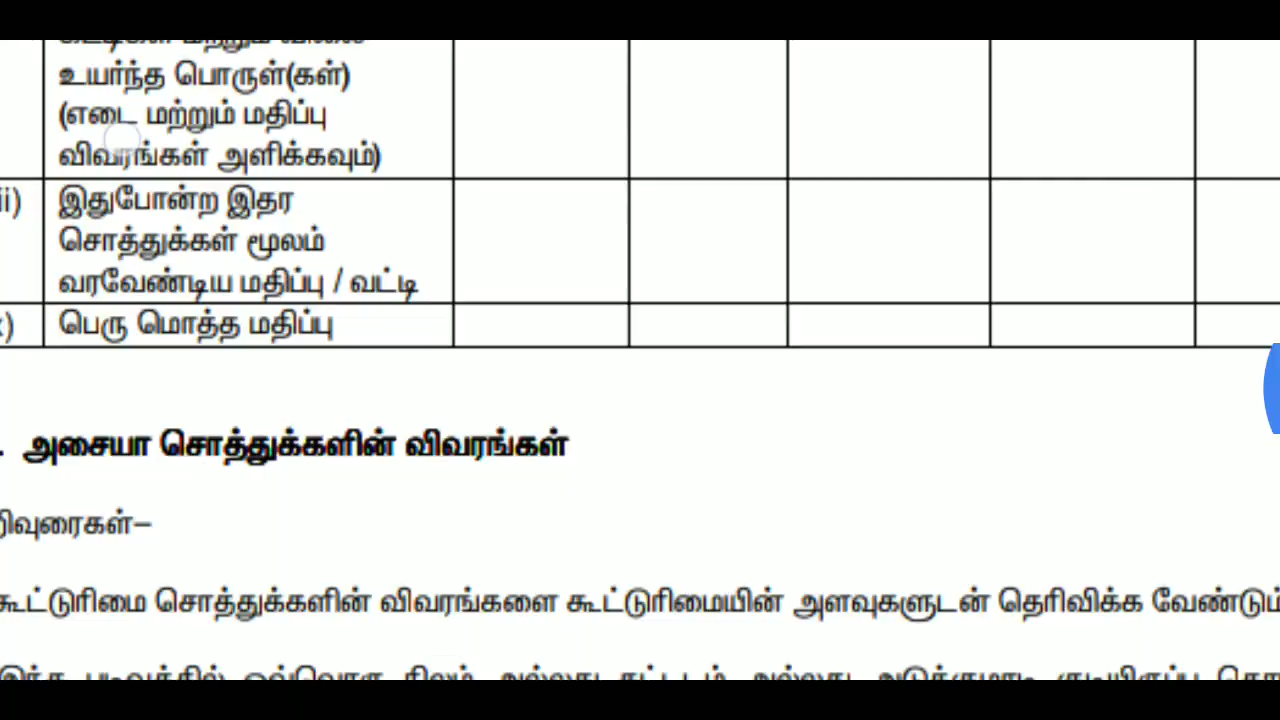 உயர்ந்த பொருள்(கள்)
(எடை மற்றும் மதிப்பு
விவரங்கள் அளிக்கவும்)
ii) இதுபோன்ற இதர
சொத்துக்கள் மூலம்
வரவேண்டிய மதிப்பு / வட்டி
x) பெரு மொத்த மதிப்பு
. அசையா சொத்துக்களின் விவரங்கள்
றிவுரைகள்–
கூட்டுரிமை சொத்துக்களின் விவரங்களை கூட்டுரிமையின் அளவுகளுடன் தெரிவிக்க வேண்டும்